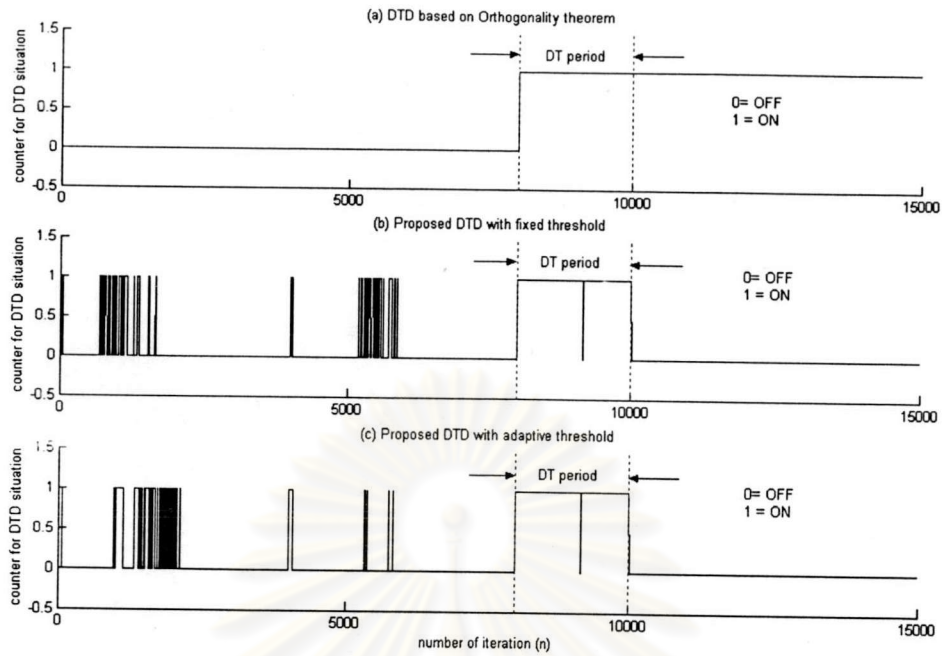 (a) DTD based on Orthogonality theorem
counter for DTD situation
1.5
1
0.5
0
-0.5
DT period
0= OFF
1 = ON
5000
10000
15000
(b) Proposed DTD with fixed threshold
counter for DTD situation
1.5
1
0.5
0
-0.5
DT period
0= OFF
1 = ON
0
5000
10000
15000
(c) Proposed DTD with adaptive threshold
counter for DTD situation
1
0.5
0
-0.5
DT period
0= OFF
1 = ON
5000
10000
15000
number of iteration (n)